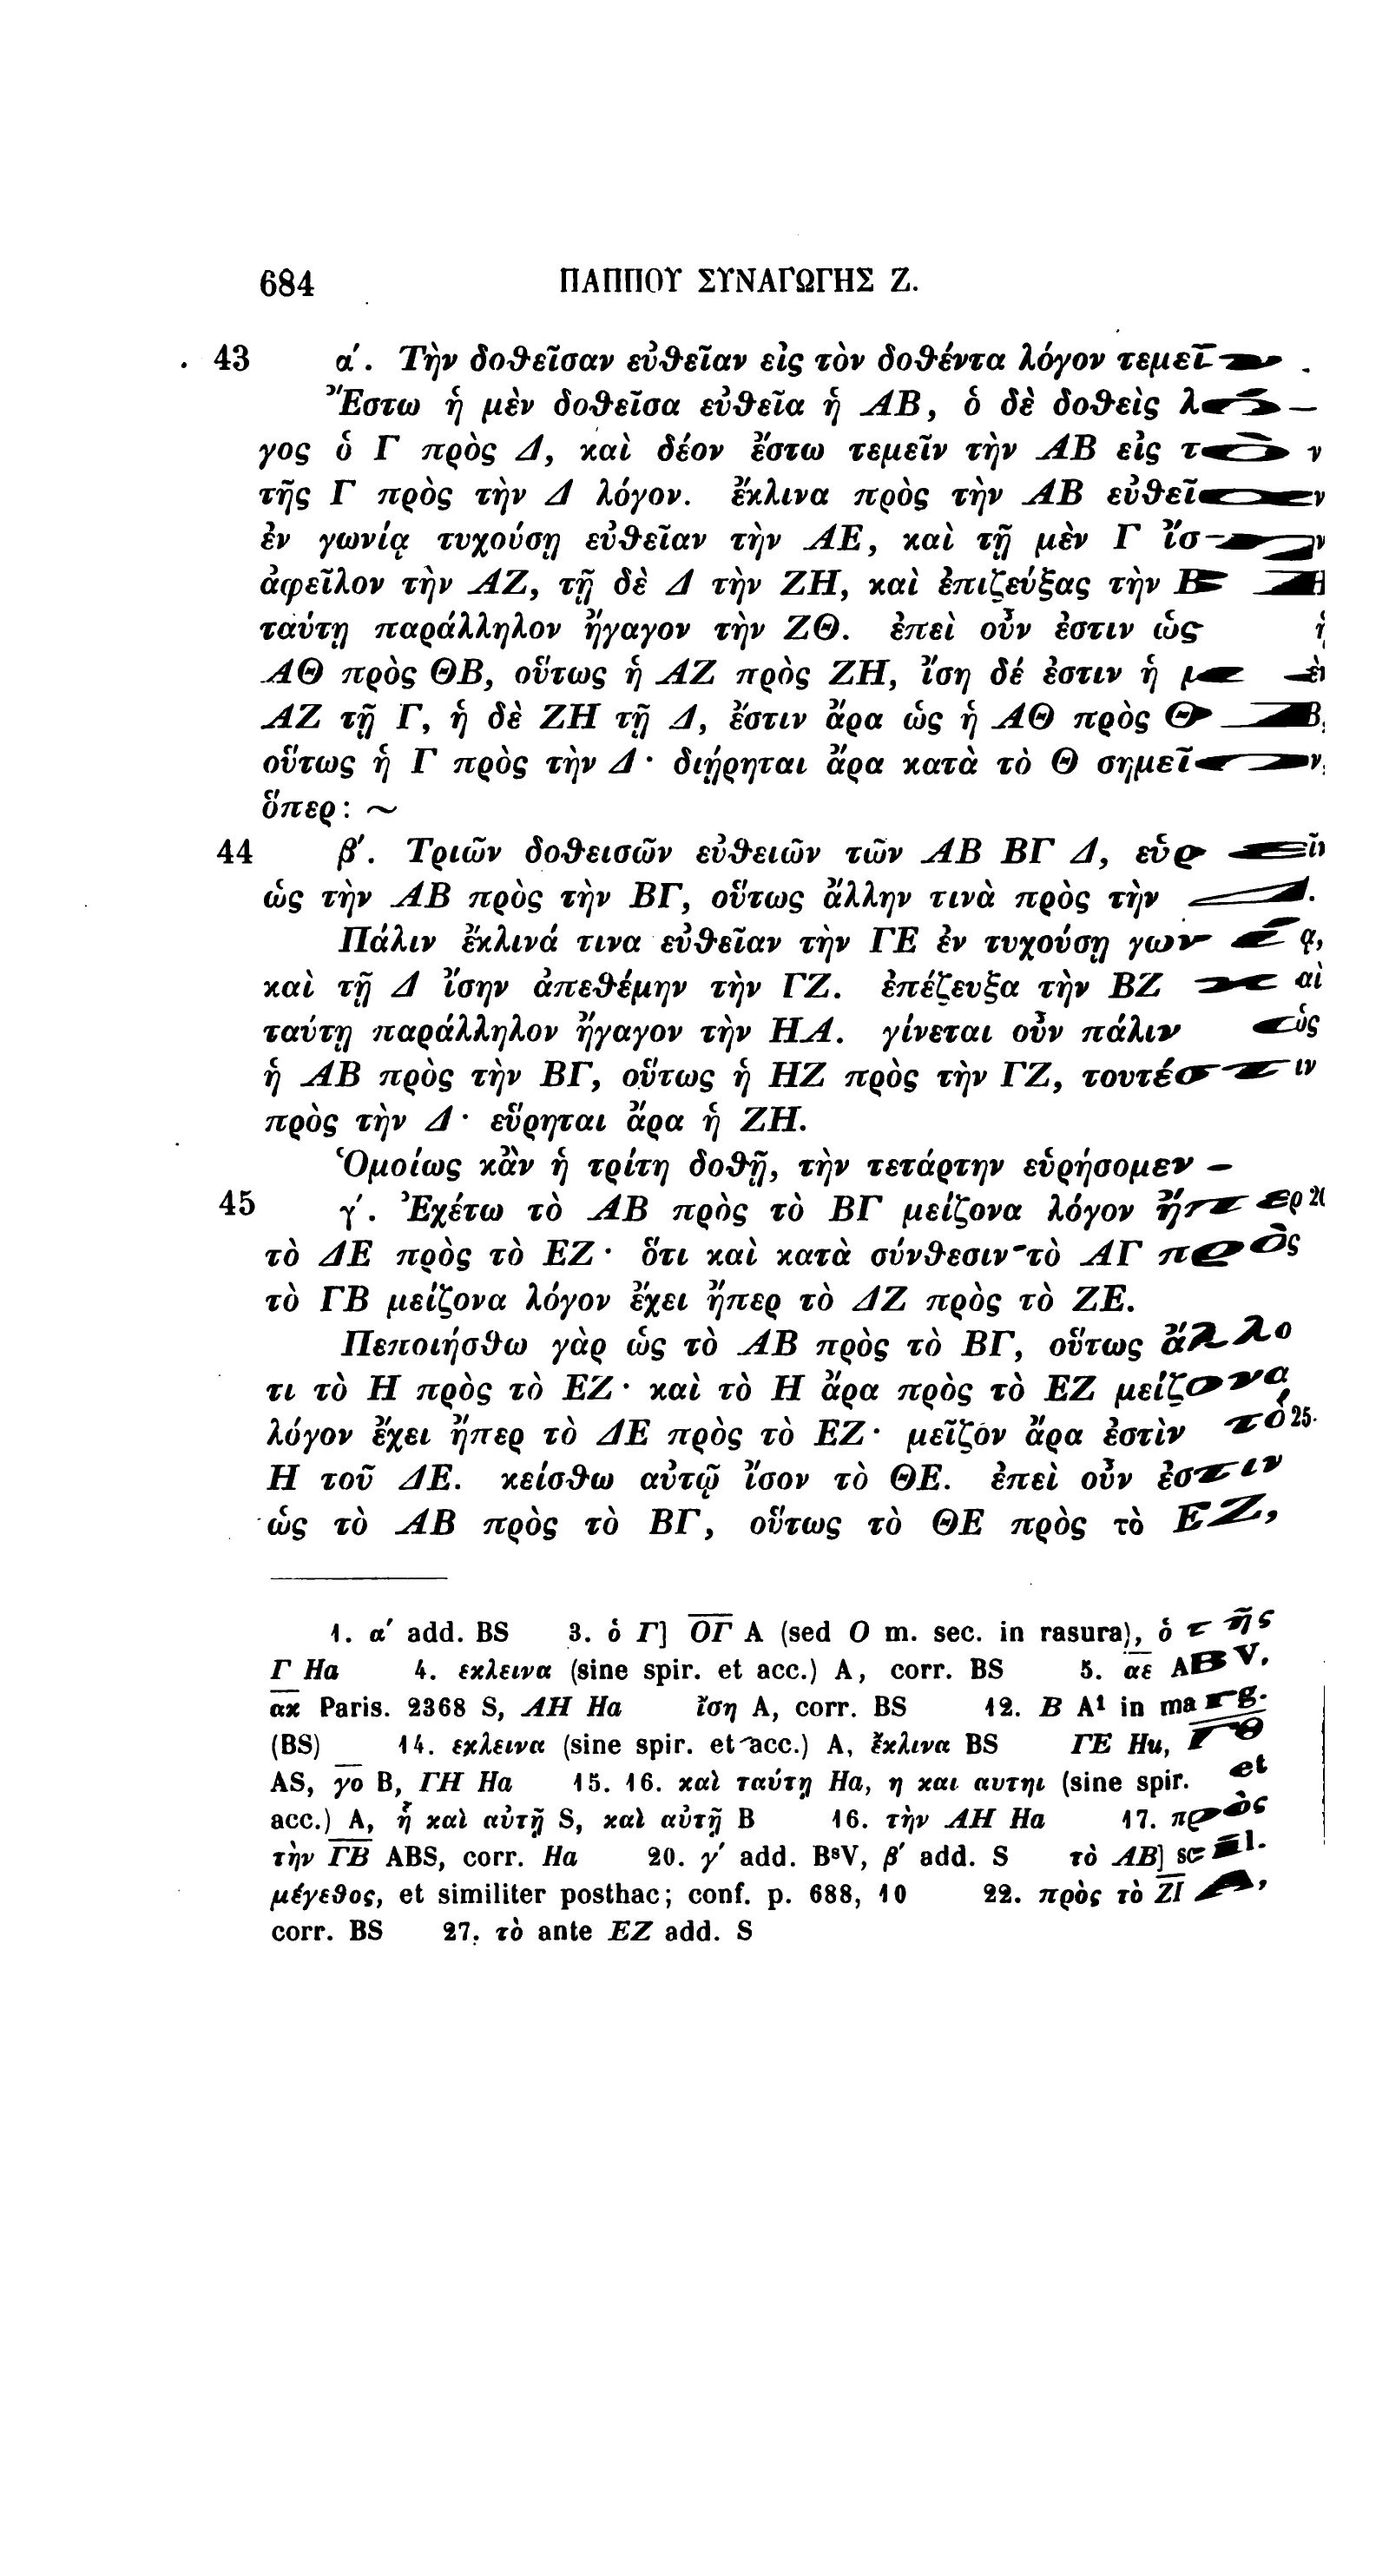 684 ΠΑΠΠΟΥ ΣΥΝΑΓΩΓΗΣ Ζ.
43 α΄. Τὴν δοθεῖσαν εὐθεῖαν εἰς τὸν δοθέντα λόγον τεμεῖν.
Ἔστω ἡ μὲν δοθεῖσα εὐθεῖα ἡ ΑΒ, ὁ δὲ δοθεὶς λό-
γος ὁ Γ πρὸς Δ, καὶ δέον ἔστω τεμεῖν τὴν ΑΒ εἰς τὸν
τῆς Γ πρὸς τὴν Δ λόγον. ἔκλινα πρὸς τὴν ΑΒ εὐθεῖαν
ἐν γωνίᾳ τυχούσῃ εὐθεῖαν τὴν ΑΕ, καὶ τῇ μὲν Γ ἴσην
ἀφεῖλον τὴν ΑΖ, τῇ δὲ Δ τὴν ΖΗ, καὶ ἐπιζεύξας τὴν ΒΗ
ταύτῃ παράλληλον ἤγαγον τὴν ΖΘ. ἐπεὶ οὖν ἐστιν ὡς ἡ
ΑΘ πρὸς ΘΒ, οὕτως ἡ ΑΖ πρὸς ΖΗ, ἴση δέ ἐστιν ἡ μὲν
ΑΖ τῇ Γ, ἡ δὲ ΖΗ τῇ Δ, ἔστιν ἄρα ὡς ἡ ΑΘ πρὸς ΘΒ,
οὕτως ἡ Γ πρὸς τὴν Δ· διῄρηται ἄρα κατὰ τὸ Θ σημεῖον,
ὅπερ: ~
44 β΄. Τριῶν δοθεισῶν εὐθειῶν τῶν ΑΒ ΒΓ Δ, εὑρεῖν
ὡς τὴν ΑΒ πρὸς τὴν ΒΓ, οὕτως ἄλλην τινὰ πρὸς τὴν Δ.
Πάλιν ἔκλινά τινα εὐθεῖαν τὴν ΓΕ ἐν τυχούσῃ γωνίᾳ,
καὶ τῇ Δ ἴσην ἀπεθέμην τὴν ΓΖ. ἐπέζευξα τὴν ΒΖ καὶ
ταύτῃ παράλληλον ἤγαγον τὴν ΗΑ. γίνεται οὖν πάλιν ὡς
ἡ ΑΒ πρὸς τὴν ΒΓ, οὕτως ἡ ΗΖ πρὸς τὴν ΓΖ, τουτέστιν
πρὸς τὴν Δ· εὕρηται ἄρα ἡ ΖΗ.
Ὁμοίως κἂν ἡ τρίτη δοθῇ, τὴν τετάρτην εὑρήσομεν.
45 γ΄. Ἐχέτω τὸ ΑΒ πρὸς τὸ ΒΓ μείζονα λόγον ἤπερ 20
τὸ ΔΕ πρὸς τὸ ΕΖ· ὅτι καὶ κατὰ σύνθεσιν τὸ ΑΓ πρὸς
τὸ ΓΒ μείζονα λόγον ἔχει ἤπερ τὸ ΔΖ πρὸς τὸ ΖΕ.
Πεποιήσθω γὰρ ὡς τὸ ΑΒ πρὸς τὸ ΒΓ, οὕτως ἄλλο
τι τὸ Η πρὸς τὸ ΕΖ· καὶ τὸ Η ἄρα πρὸς τὸ ΕΖ μείζονα
λόγον ἔχει ἤπερ τὸ ΔΕ πρὸς τὸ ΕΖ· μεῖζον ἄρα ἐστὶν τὸ 25
Η τοῦ ΔΕ. κείσθω αὐτῷ ἴσον τὸ ΘΕ. ἐπεὶ οὖν ἐστιν
ὡς τὸ ΑΒ πρὸς τὸ ΒΓ, οὕτως τὸ ΘΕ πρὸς τὸ ΕΖ,
1. α΄ add. BS 3. ὁ Γ] ΟΓ A (sed O m. sec. in rasura), ὁ τῆς
Γ Ha 4. εκλεινα (sine spir. et acc.) A, corr. BS 5. αε ABV.
ακ Paris. 2368 S, ΑΗ Ha ἴση A, corr. BS 12. Β A¹ in marg.
(BS) 14. εκλεινα (sine spir. et acc.) A, ἔκλινα BS ΓΕ Hu, ΓΘ
AS, γο B, ΓΗ Ha 15. 16. καὶ ταύτῃ Ha, η και αυτηι (sine spir. et
acc.) A, ἦ καὶ αὐτῇ S, καὶ αὐτῇ B 16. τὴν ΑΗ Ha 17. πρὸς
τὴν ΓΒ ABS, corr. Ha 20. γ΄ add. BˢV, β΄ add. S τὸ ΑΒ] scil.
μέγεθος, et similiter posthac; conf. p. 688, 10 22. πρὸς τὸ ΖΓ A,
corr. BS 27. τὸ ante ΕΖ add. S